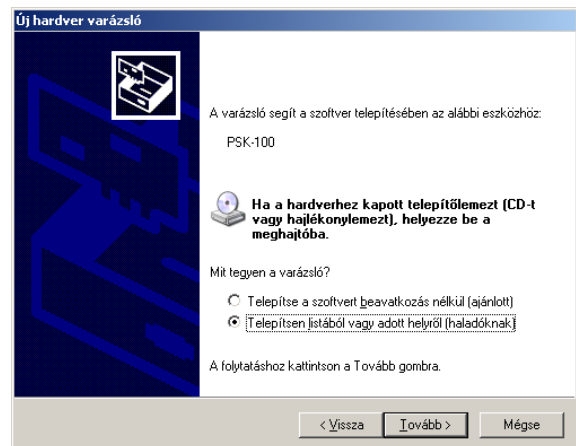 Új hardver varázsló
A varázsló segít a szoftver telepítésében az alábbi eszközhöz:
PSK-100
Ha a hardverhez kapott telepítőlemezt (CD-t
vagy hajlékonylemezt), helyezze be a
meghajtóba.
Mit tegyen a varázsló?
Telepítse a szoftvert beavatkozás nélkül (ajánlott)
Telepítsen listából vagy adott helyről (haladóknak)
A folytatáshoz kattintson a Tovább gombra.
< Vissza Tovább > Mégse